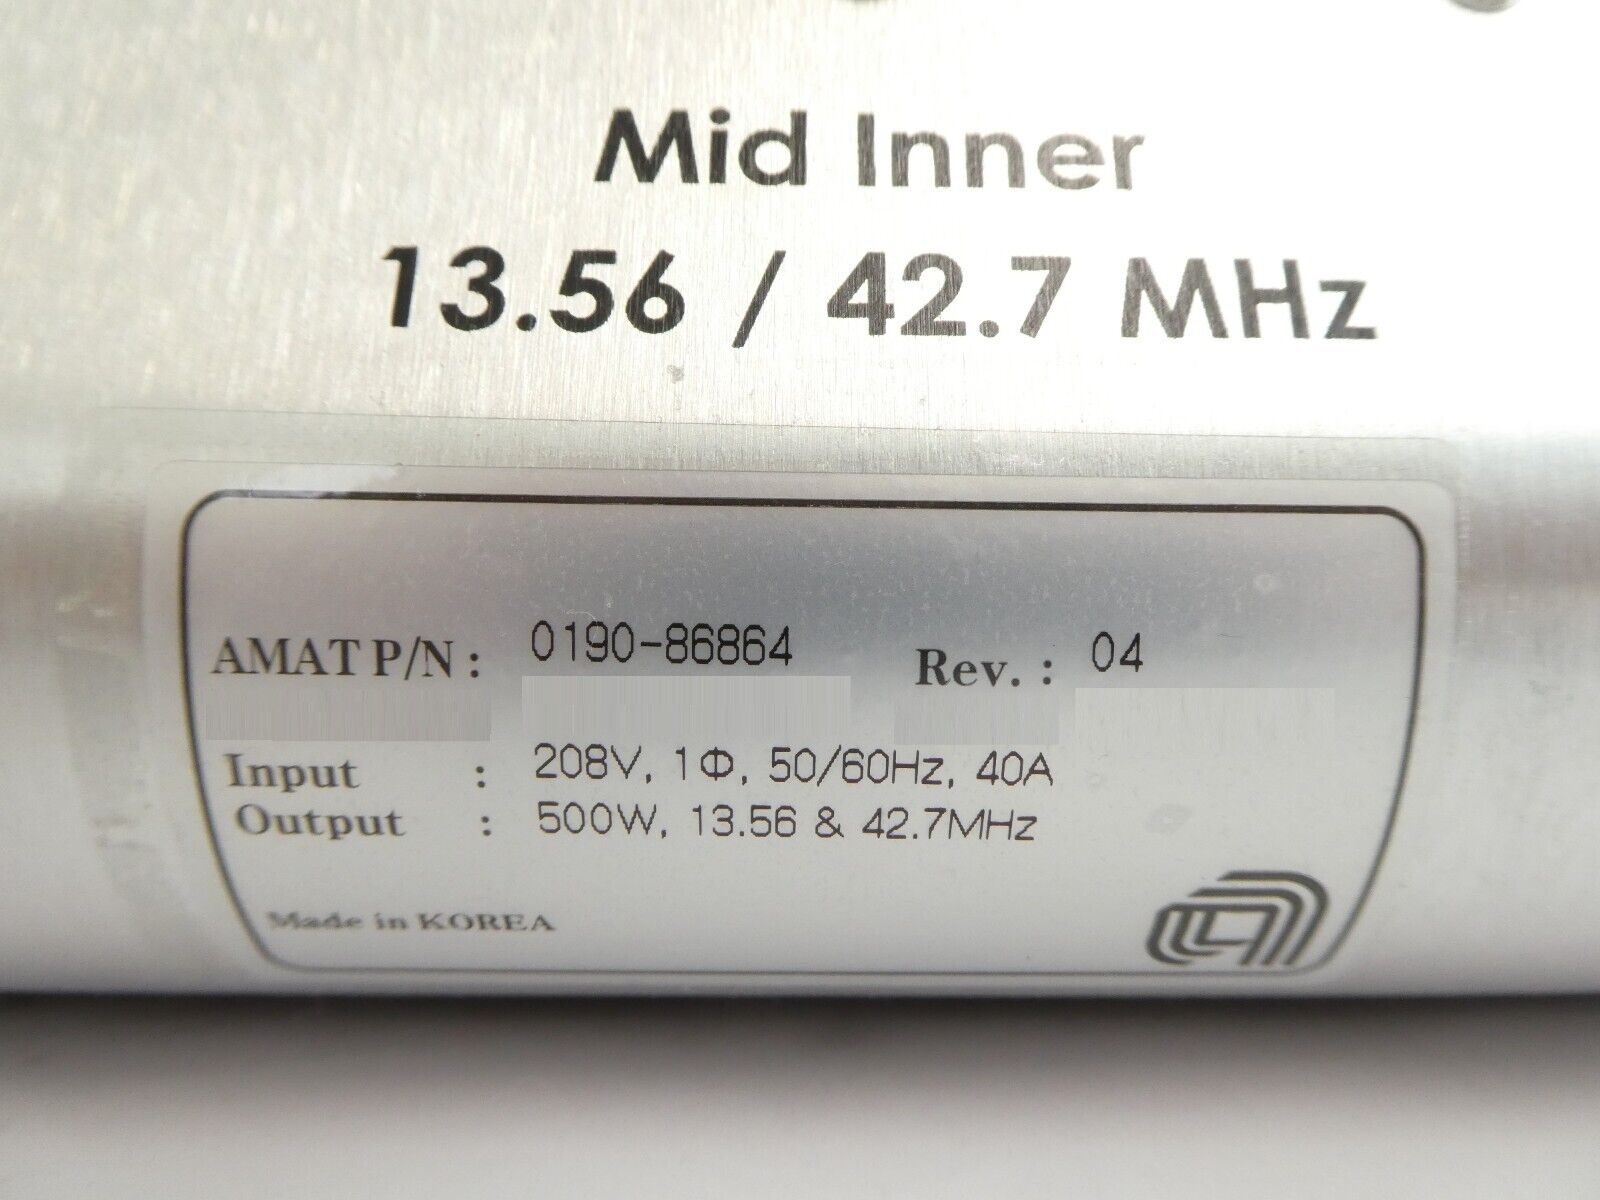 Mid Inner
13.56 / 42.7 MHz
AMAT P/N : 0190-86864 Rev. : 04
Input : 208V, 1Φ, 50/60Hz, 40A
Output : 500W, 13.56 & 42.7MHz
Made in KOREA